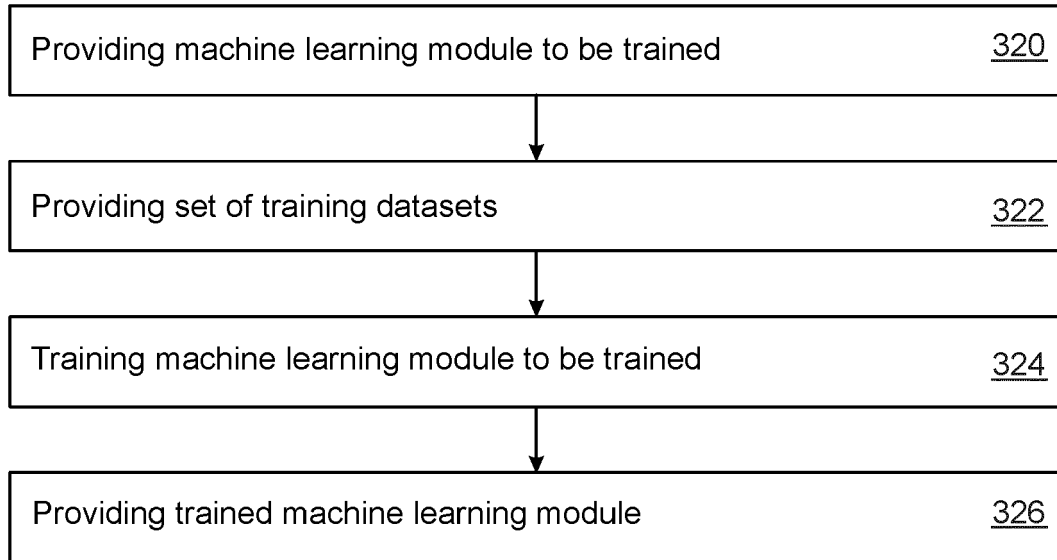 Providing machine learning module to be trained 320
Providing set of training datasets 322
Training machine learning module to be trained 324
Providing trained machine learning module 326